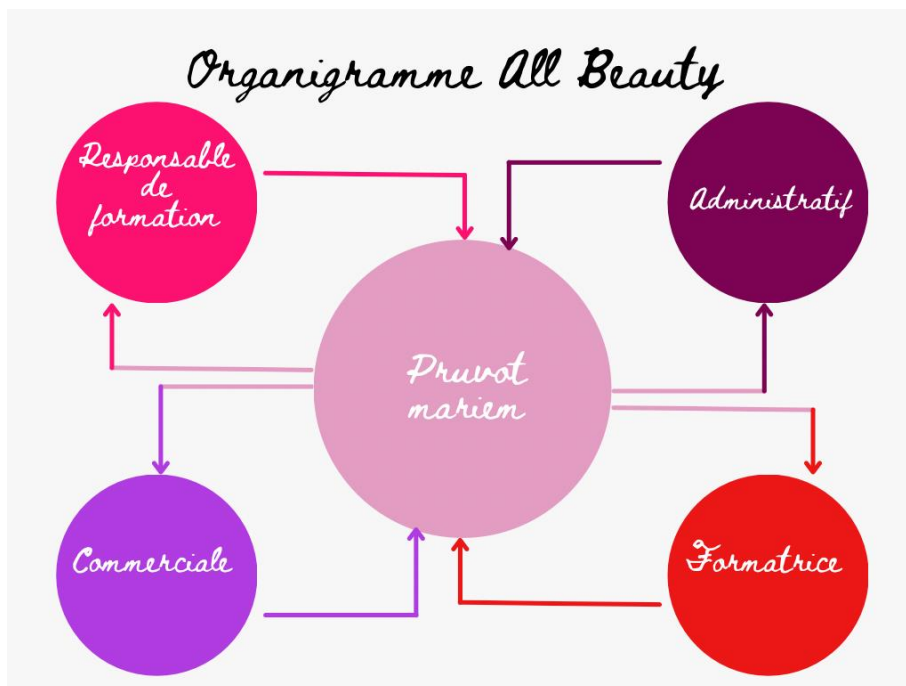 Organigramme All Beauty
Responsable
de
formation
Administratif
Pruvot
mariem
Commerciale
Formatrice